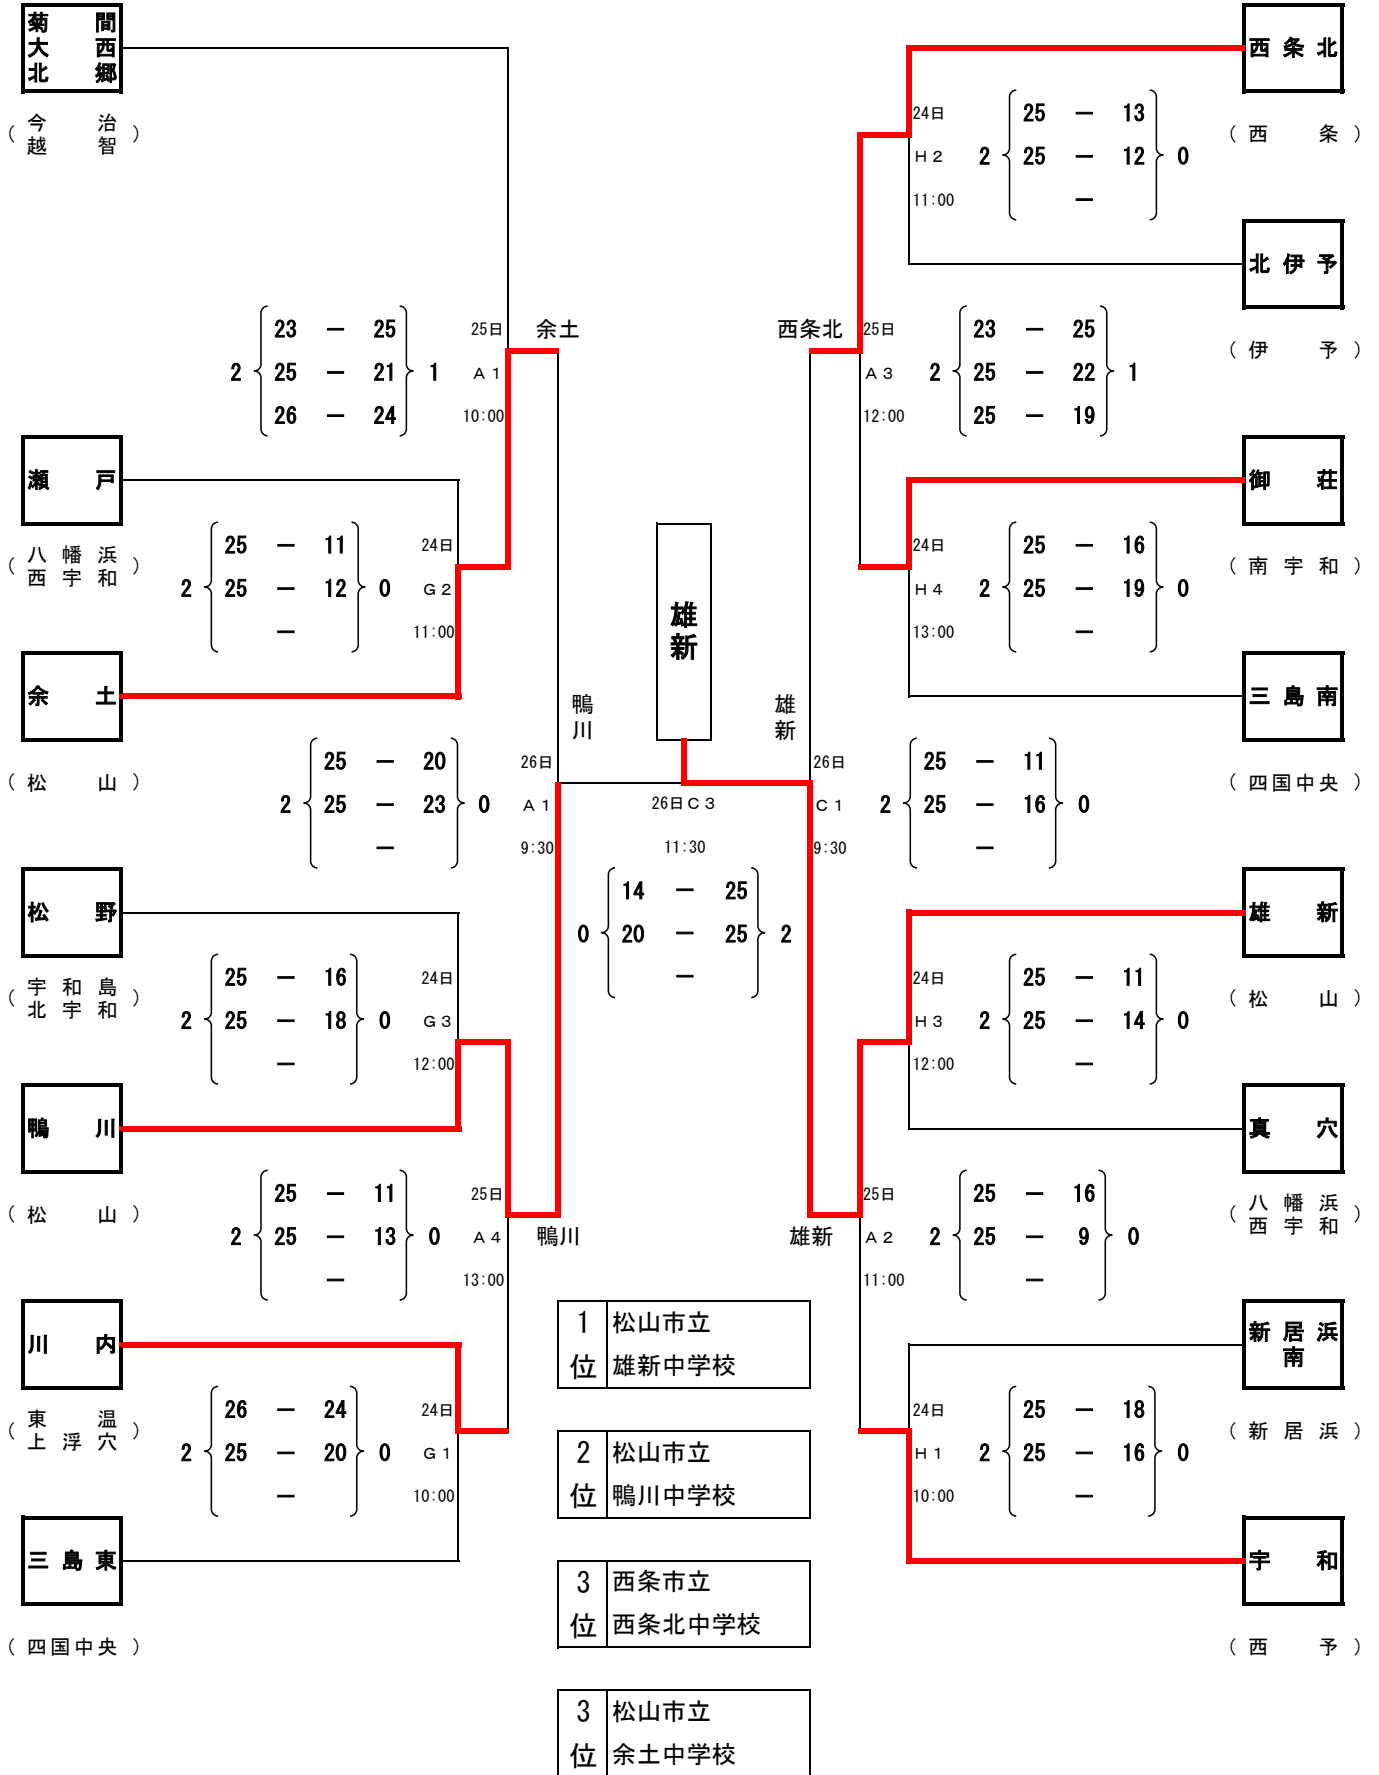 菊間
大西
北郷
（今治
越智）
2 23 － 25 1
25 － 21
26 － 24
25日
A1
10:00
余土
瀬戸
（八幡浜
西宇和）
2 25 － 11 0
25 － 12
－
24日
G2
11:00
余土
（松山）
2 25 － 20 0
25 － 23
－
26日
A1
9:30
鴨川
松野
（宇和島
北宇和）
2 25 － 16 0
25 － 18
－
24日
G3
12:00
鴨川
（松山）
2 25 － 11 0
25 － 13
－
25日
A4
13:00
鴨川
川内
（東温
上浮穴）
2 26 － 24 0
25 － 20
－
24日
G1
10:00
三島東
（四国中央）
雄新
26日C3
11:30
0 14 － 25 2
20 － 25
－
西条北
（西条）
24日
H2
11:00
2 25 － 13 0
25 － 12
－
北伊予
（伊予）
西条北
25日
A3
12:00
2 23 － 25 1
25 － 22
25 － 19
御荘
（南宇和）
24日
H4
13:00
2 25 － 16 0
25 － 19
－
三島南
（四国中央）
雄新
26日
C1
9:30
2 25 － 11 0
25 － 16
－
雄新
（松山）
24日
H3
12:00
2 25 － 11 0
25 － 14
－
真穴
（八幡浜
西宇和）
雄新
25日
A2
11:00
2 25 － 16 0
25 － 9
－
新居浜
南
（新居浜）
24日
H1
10:00
2 25 － 18 0
25 － 16
－
宇和
（西予）
1位 松山市立
雄新中学校
2位 松山市立
鴨川中学校
3位 西条市立
西条北中学校
3位 松山市立
余土中学校